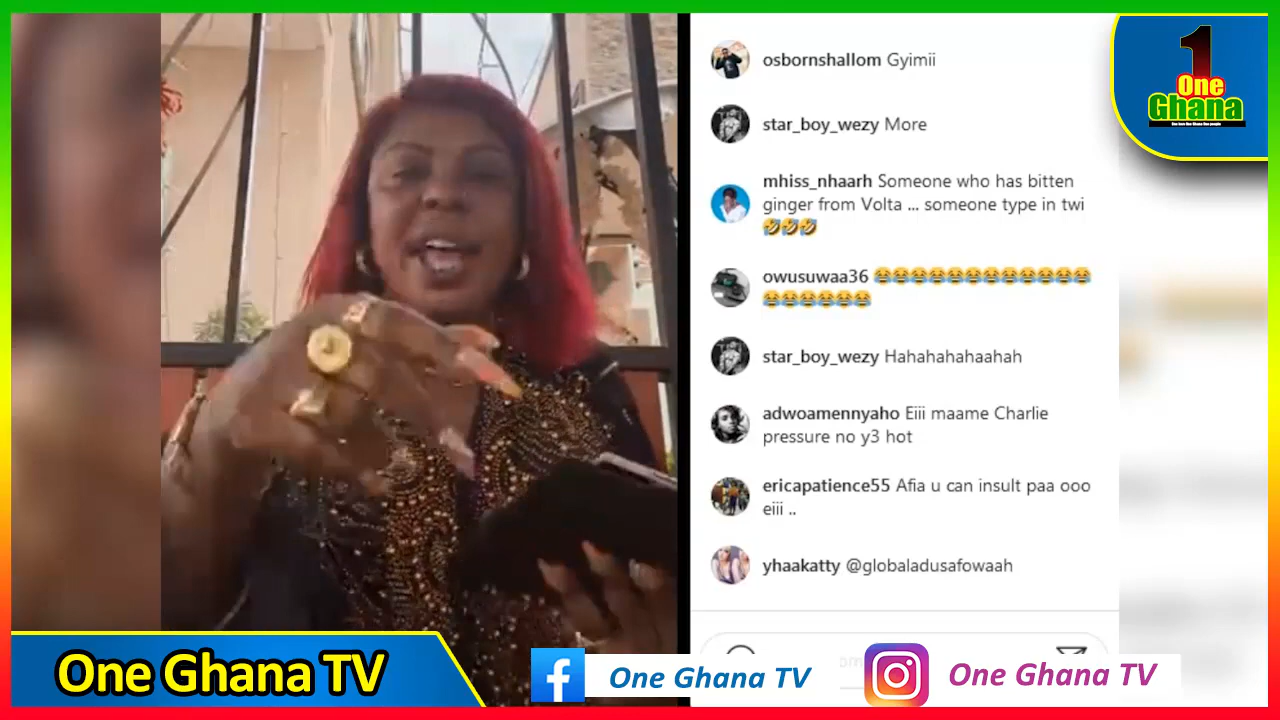 osbornshallom Gyimii
star_boy_wezy More
mhiss_nhaarh Someone who has bitten
ginger from Volta ... someone type in twi
🤣🤣🤣
owusuwaa36 😂😂😂😂😂😂😂😂😂😂😂😂
😂😂😂😂😂😂
star_boy_wezy Hahahahahaahah
adwoamennyaho Eiii maame Charlie
pressure no y3 hot
ericapatience55 Afia u can insult paa ooo
eiii ..
yhaakatty @globaladusafowaah
1
One
Ghana
One Ghana TV
One Ghana TV
One Ghana TV